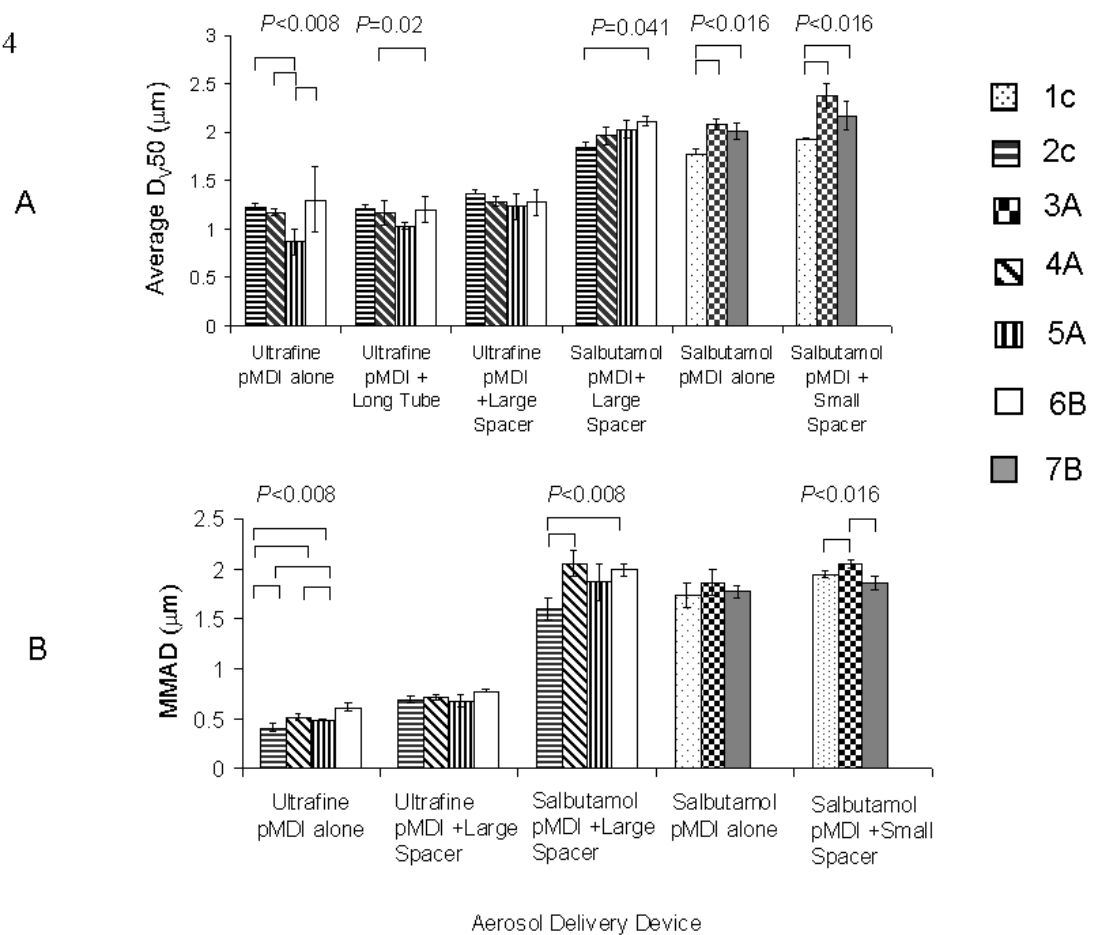 4
P<0.008 P=0.02 P=0.041 P<0.016 P<0.016
A
Average DV50 (μm)
3
2.5
2
1.5
1
0.5
0
Ultrafine
pMDI alone
Ultrafine
pMDI +
Long Tube
Ultrafine
pMDI
+Large
Spacer
Salbutamol
pMDI+
Large
Spacer
Salbutamol
pMDI alone
Salbutamol
pMDI +
Small
Spacer
1c
2c
3A
4A
5A
6B
7B
P<0.008 P<0.008 P<0.016
B
MMAD (μm)
2.5
2
1.5
1
0.5
0
Ultrafine
pMDI alone
Ultrafine
pMDI +Large
Spacer
Salbutamol
pMDI +Large
Spacer
Salbutamol
pMDI alone
Salbutamol
pMDI +Small
Spacer
Aerosol Delivery Device